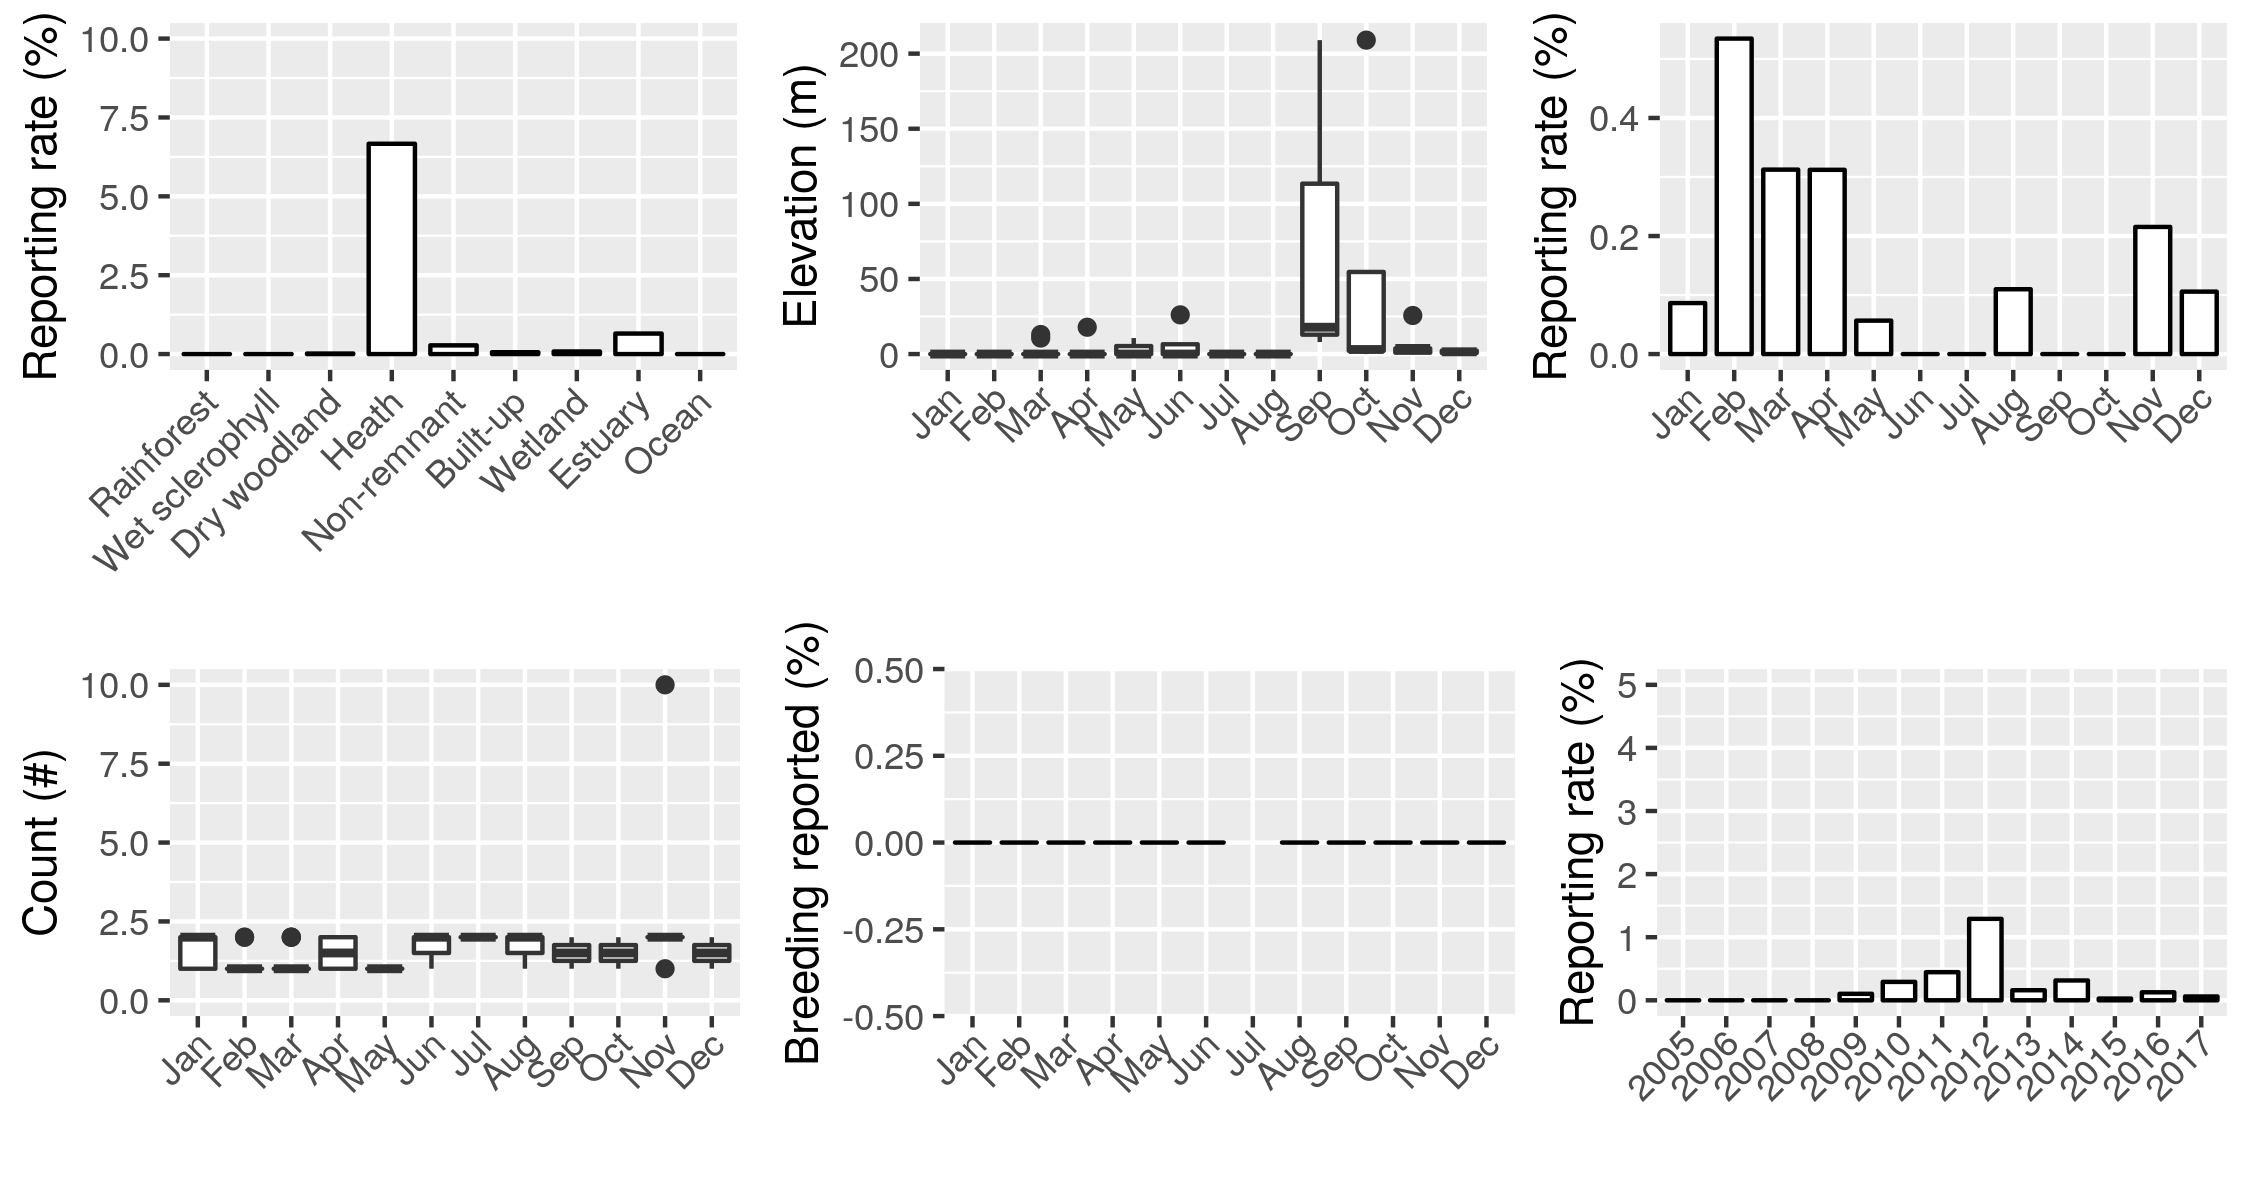 Reporting rate (%)
10.0
7.5
5.0
2.5
0.0
Rainforest
Wet sclerophyll
Dry woodland
Heath
Non-remnant
Built-up
Wetland
Estuary
Ocean
Elevation (m)
200
150
100
50
0
Jan
Feb
Mar
Apr
May
Jun
Jul
Aug
Sep
Oct
Nov
Dec
Reporting rate (%)
0.4
0.2
0.0
Jan
Feb
Mar
Apr
May
Jun
Jul
Aug
Sep
Oct
Nov
Dec
Count (#)
10.0
7.5
5.0
2.5
0.0
Jan
Feb
Mar
Apr
May
Jun
Jul
Aug
Sep
Oct
Nov
Dec
Breeding reported (%)
0.50
0.25
0.00
-0.25
-0.50
Jan
Feb
Mar
Apr
May
Jun
Jul
Aug
Sep
Oct
Nov
Dec
Reporting rate (%)
5
4
3
2
1
0
2005
2006
2007
2008
2009
2010
2011
2012
2013
2014
2015
2016
2017